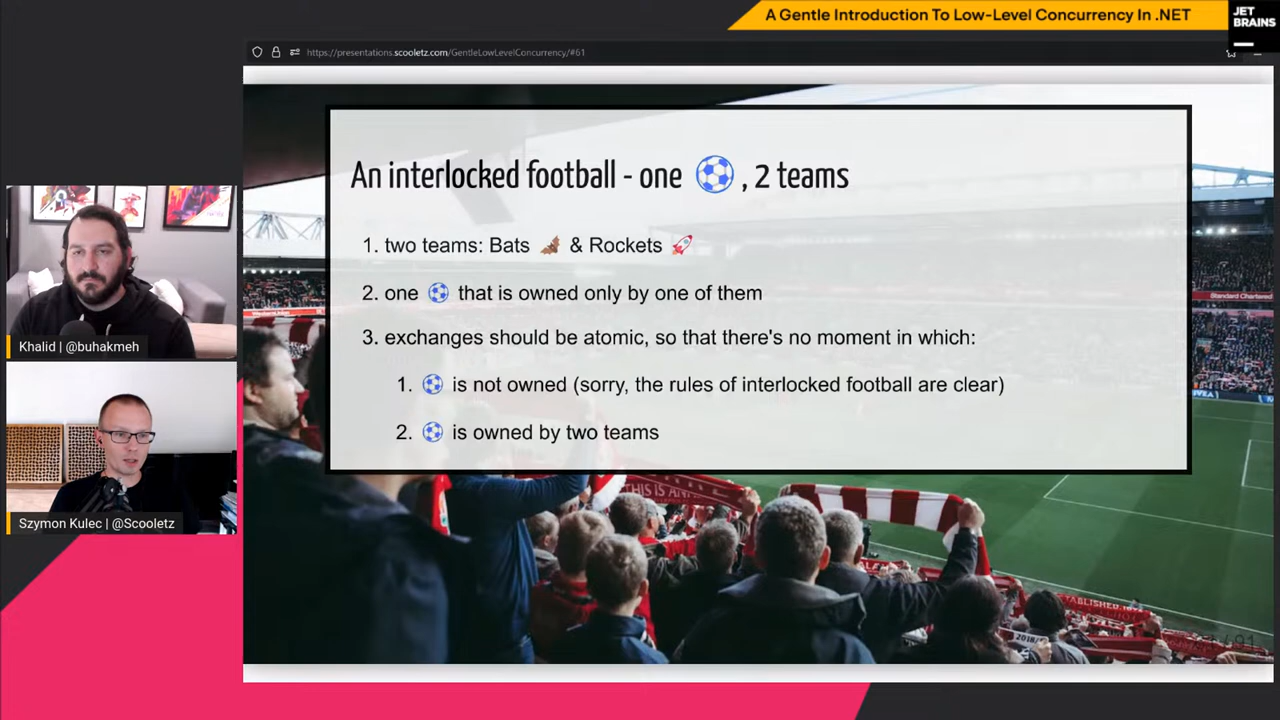 A Gentle Introduction To Low-Level Concurrency In .NET
JET
BRAINS
https://presentations.scooletz.com/GentleLowLevelConcurrency/#61
An interlocked football - one ⚽ , 2 teams
1. two teams: Bats 🦇 & Rockets 🚀
2. one ⚽ that is owned only by one of them
3. exchanges should be atomic, so that there's no moment in which:
1. ⚽ is not owned (sorry, the rules of interlocked football are clear)
2. ⚽ is owned by two teams
Khalid | @buhakmeh
Szymon Kulec | @Scooletz
Standard Chartered
THIS IS
2018/